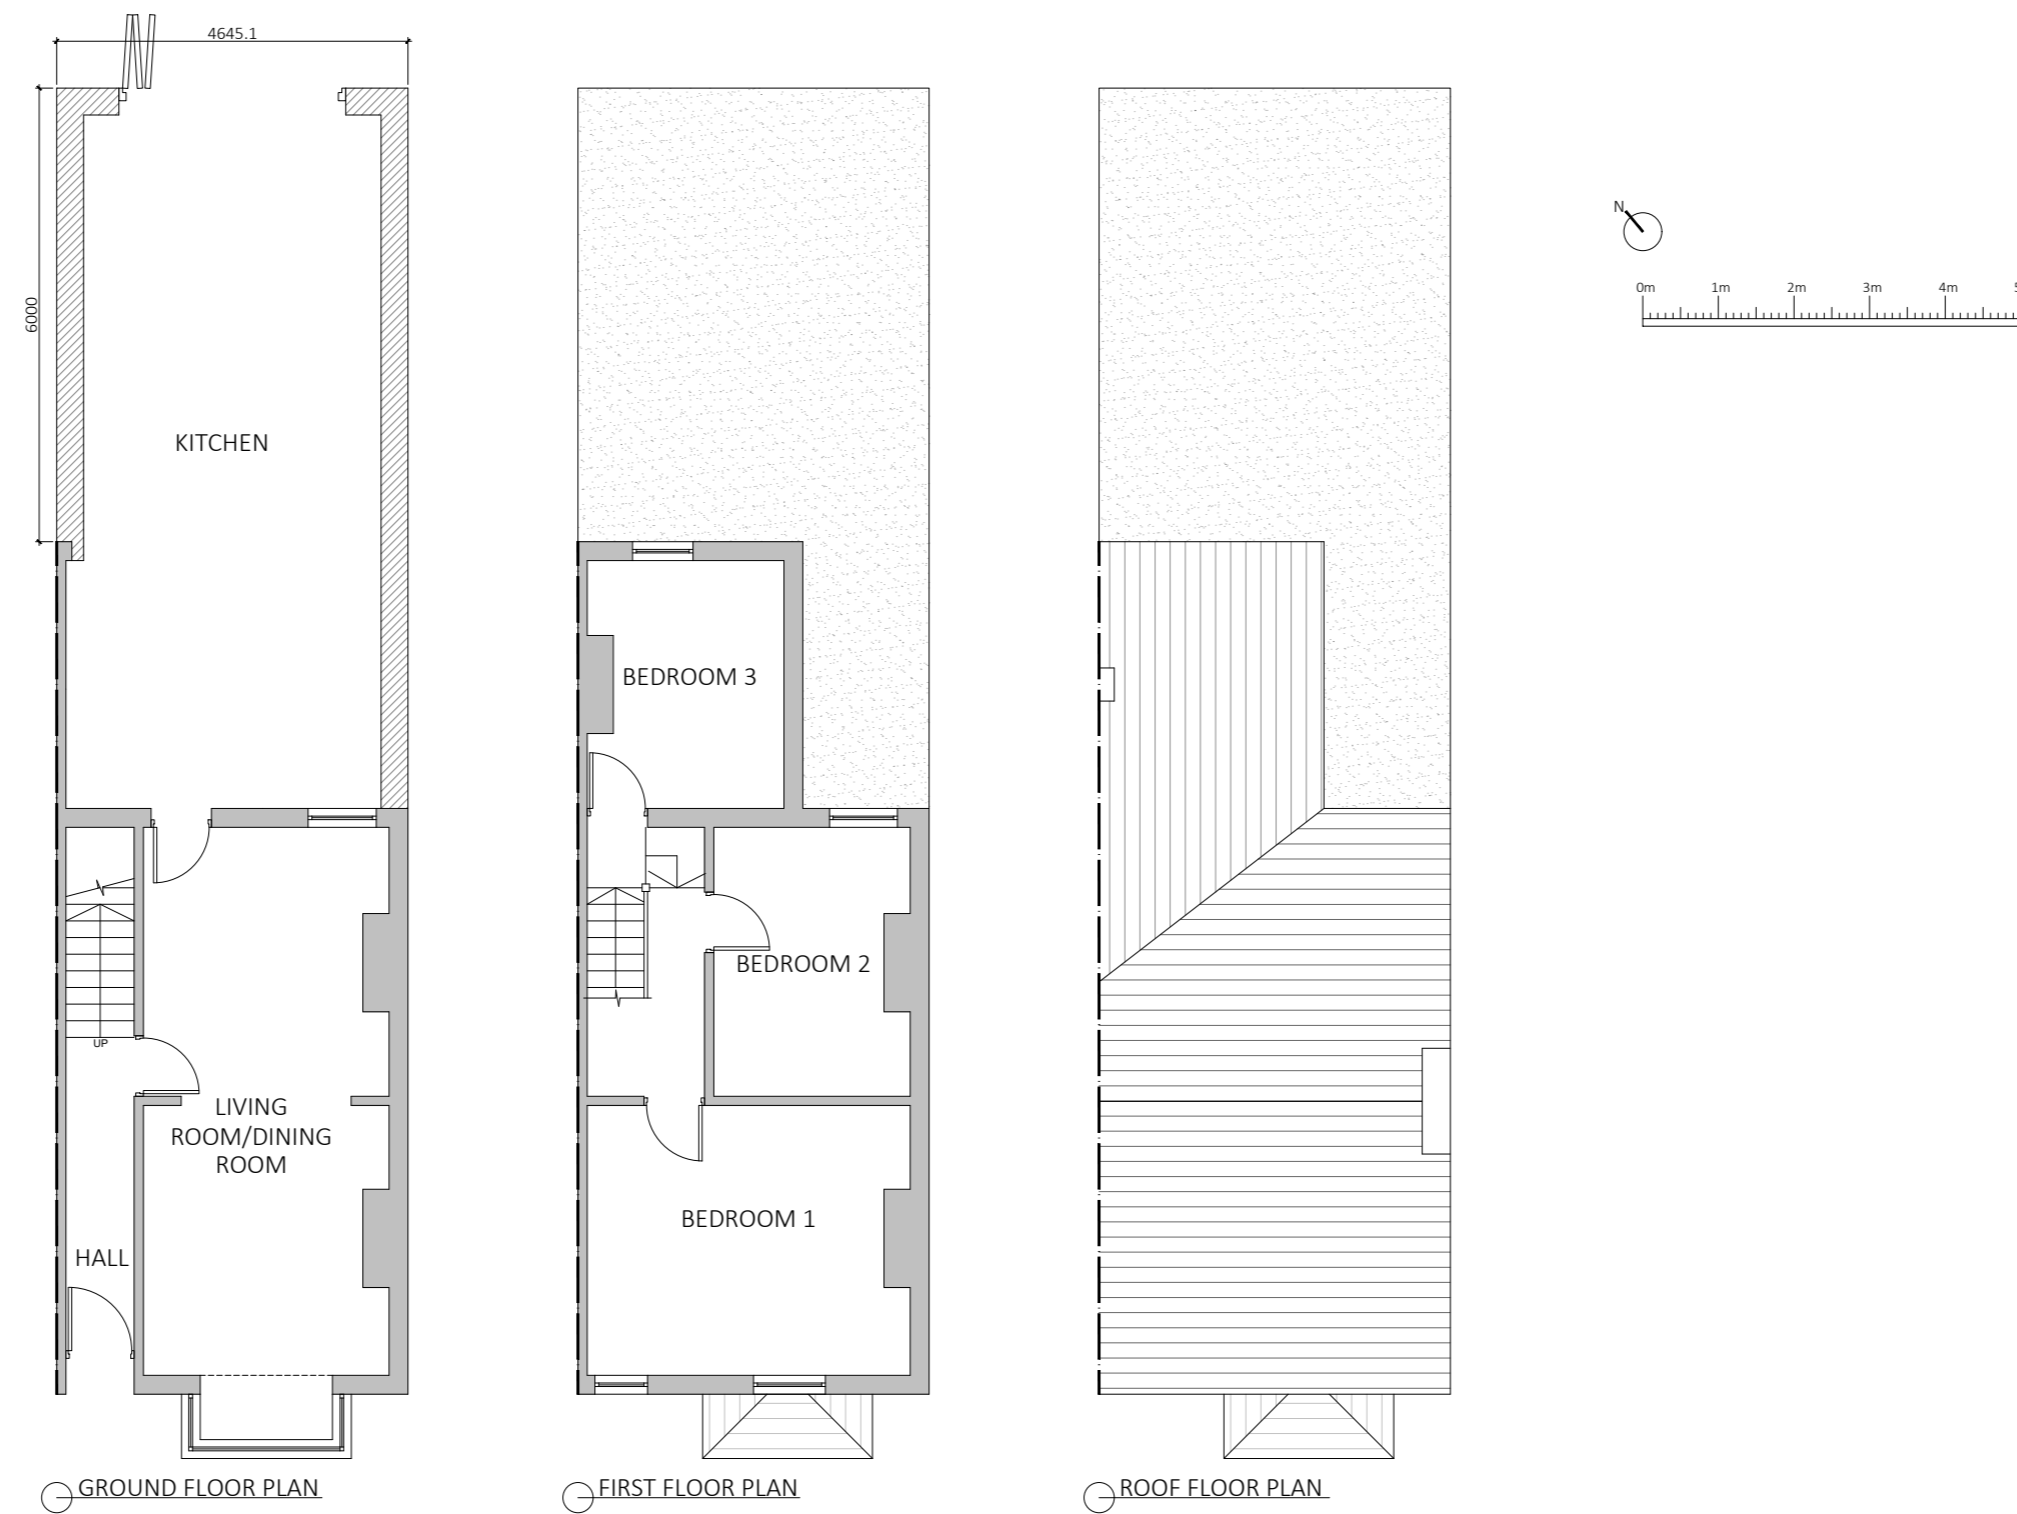 4645.1
6000
KITCHEN
LIVING
ROOM/DINING
ROOM
UP
HALL
GROUND FLOOR PLAN
BEDROOM 3
BEDROOM 2
BEDROOM 1
FIRST FLOOR PLAN
ROOF FLOOR PLAN
N
0m 1m 2m 3m 4m